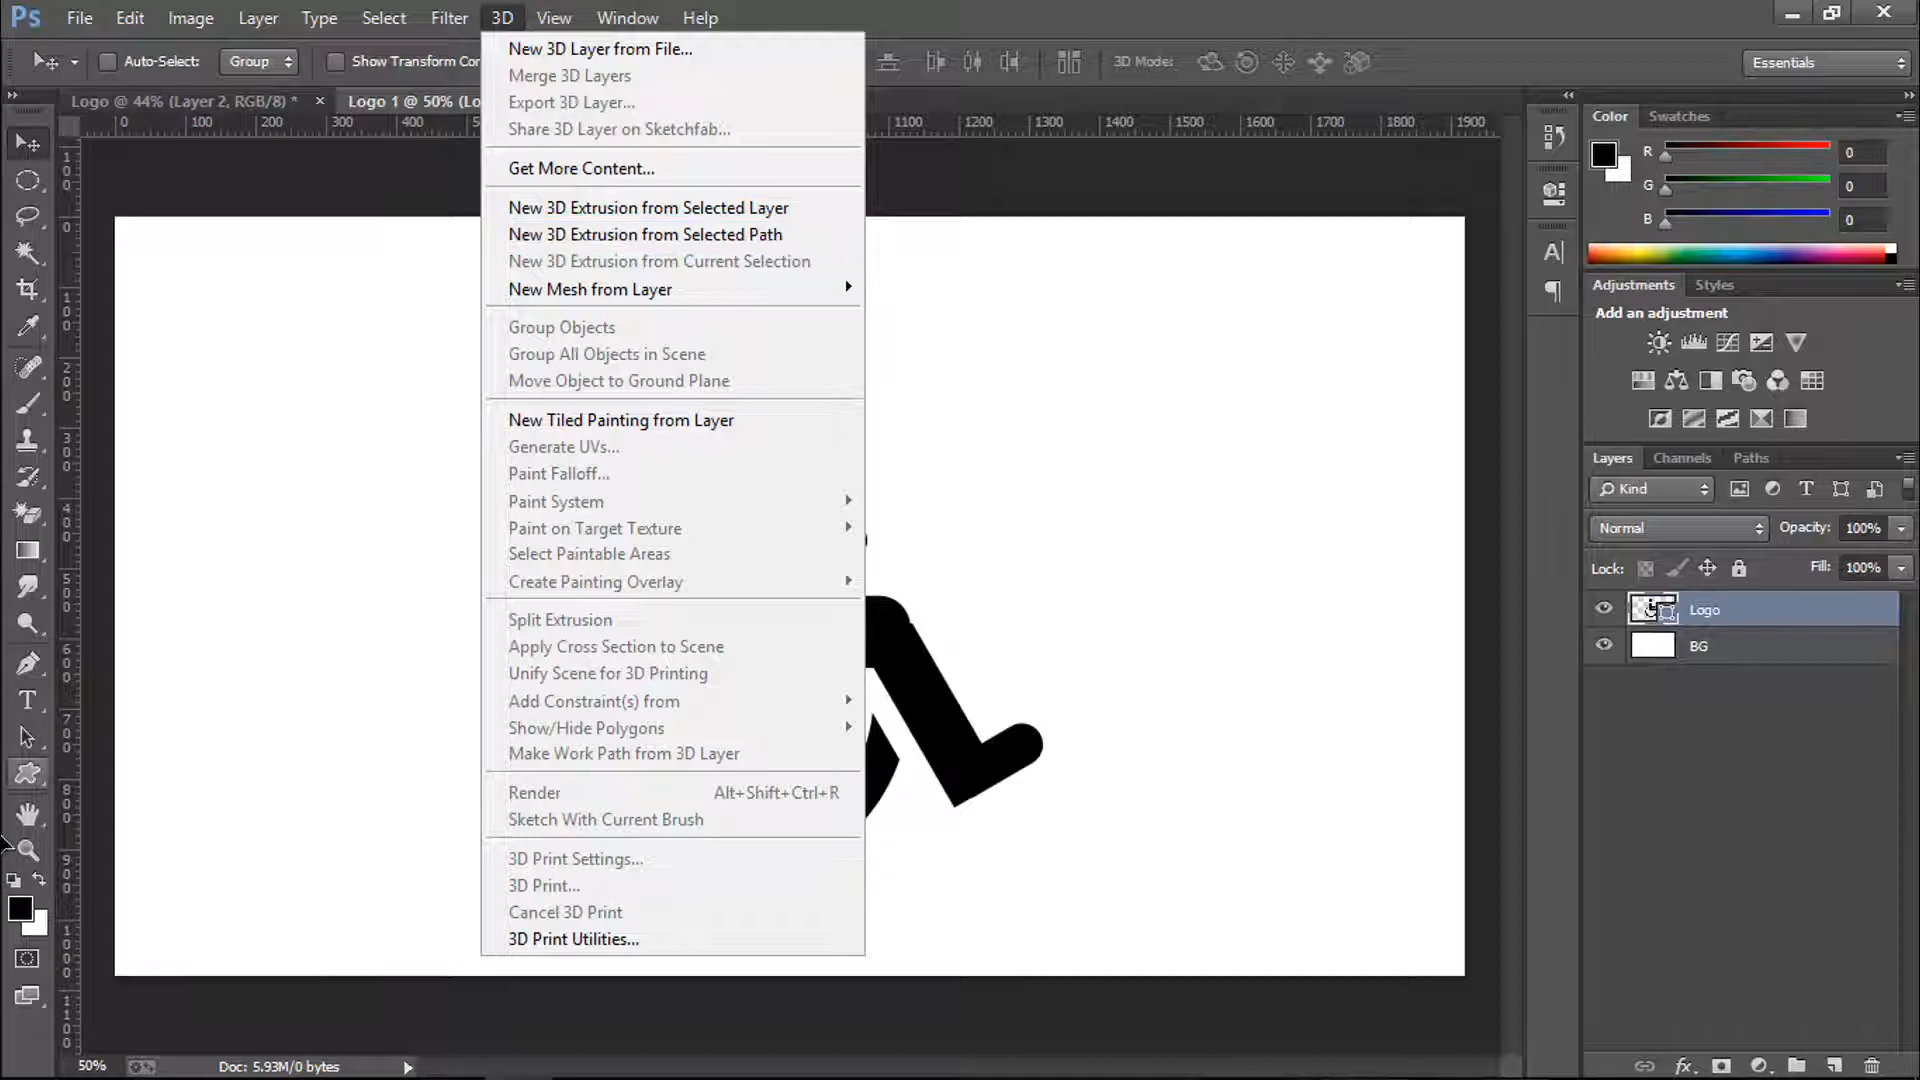 Ps File Edit Image Layer Type Select Filter 3D View Window Help
Auto-Select: Group Show Transform Con 3D Mode: Essentials
Logo @ 44% (Layer 2, RGB/8) * × Logo 1 @ 50% (Lo
0 100 200 300 400 1100 1200 1300 1400 1500 1600 1700 1800 1900
New 3D Layer from File...
Merge 3D Layers
Export 3D Layer...
Share 3D Layer on Sketchfab...
Get More Content...
New 3D Extrusion from Selected Layer
New 3D Extrusion from Selected Path
New 3D Extrusion from Current Selection
New Mesh from Layer
Group Objects
Group All Objects in Scene
Move Object to Ground Plane
New Tiled Painting from Layer
Generate UVs...
Paint Falloff...
Paint System
Paint on Target Texture
Select Paintable Areas
Create Painting Overlay
Split Extrusion
Apply Cross Section to Scene
Unify Scene for 3D Printing
Add Constraint(s) from
Show/Hide Polygons
Make Work Path from 3D Layer
Render Alt+Shift+Ctrl+R
Sketch With Current Brush
3D Print Settings...
3D Print...
Cancel 3D Print
3D Print Utilities...
Color Swatches
R 0
G 0
B 0
Adjustments Styles
Add an adjustment
Layers Channels Paths
Kind
Normal Opacity: 100%
Lock: Fill: 100%
Logo
BG
50% Doc: 5.93M/0 bytes